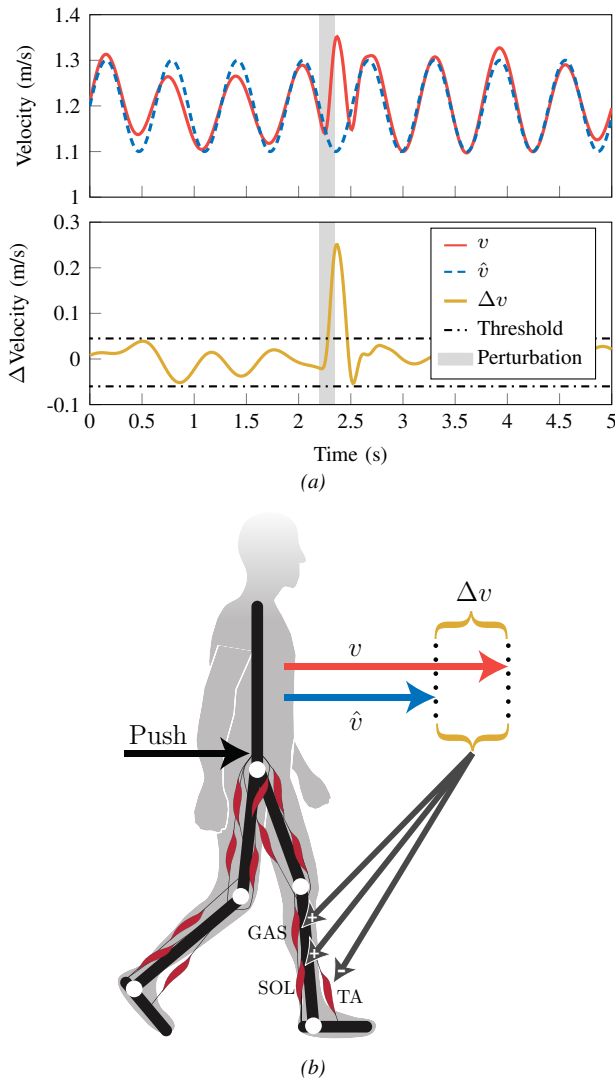 1.4
1.3
1.2
1.1
1
Velocity (m/s)
0.3
0.2
0.1
0
-0.1
Δ Velocity (m/s)
v
v̂
Δv
Threshold
Perturbation
0 0.5 1 1.5 2 2.5 3 3.5 4 4.5 5
Time (s)
(a)
Δv
v
v̂
Push
+
GAS
+
-
SOL
TA
(b)